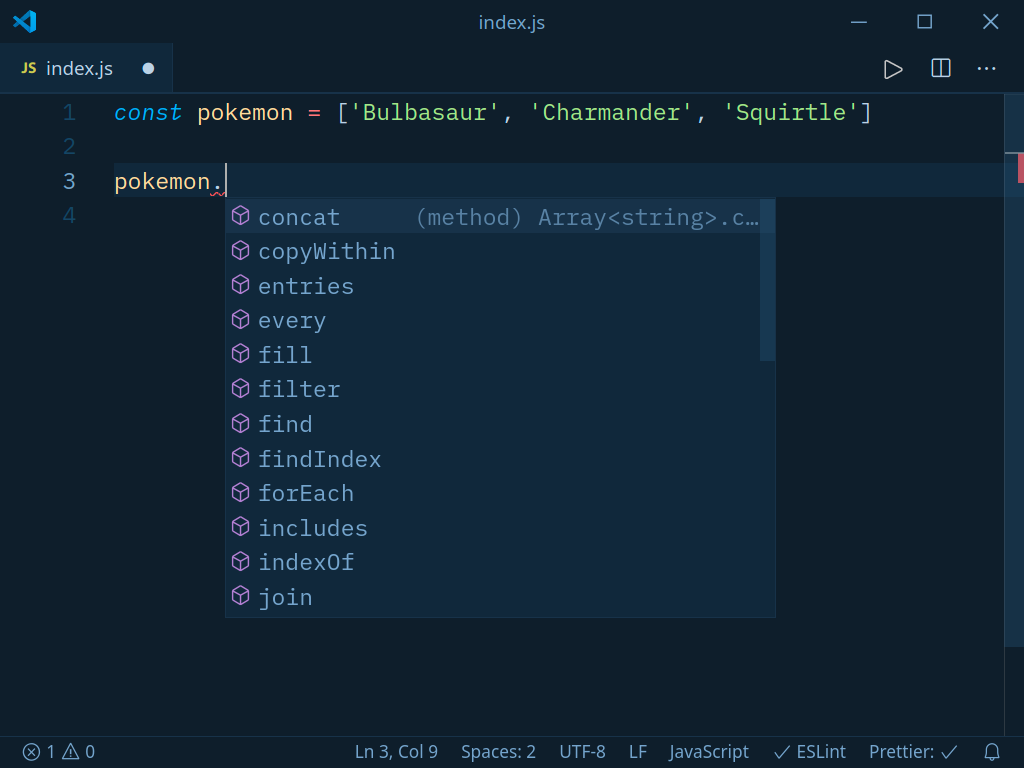 index.js
JS index.js
1 const pokemon = ['Bulbasaur', 'Charmander', 'Squirtle']
2
3 pokemon.
4
concat (method) Array<string>.c…
copyWithin
entries
every
fill
filter
find
findIndex
forEach
includes
indexOf
join
1 0 Ln 3, Col 9 Spaces: 2 UTF-8 LF JavaScript ESLint Prettier: